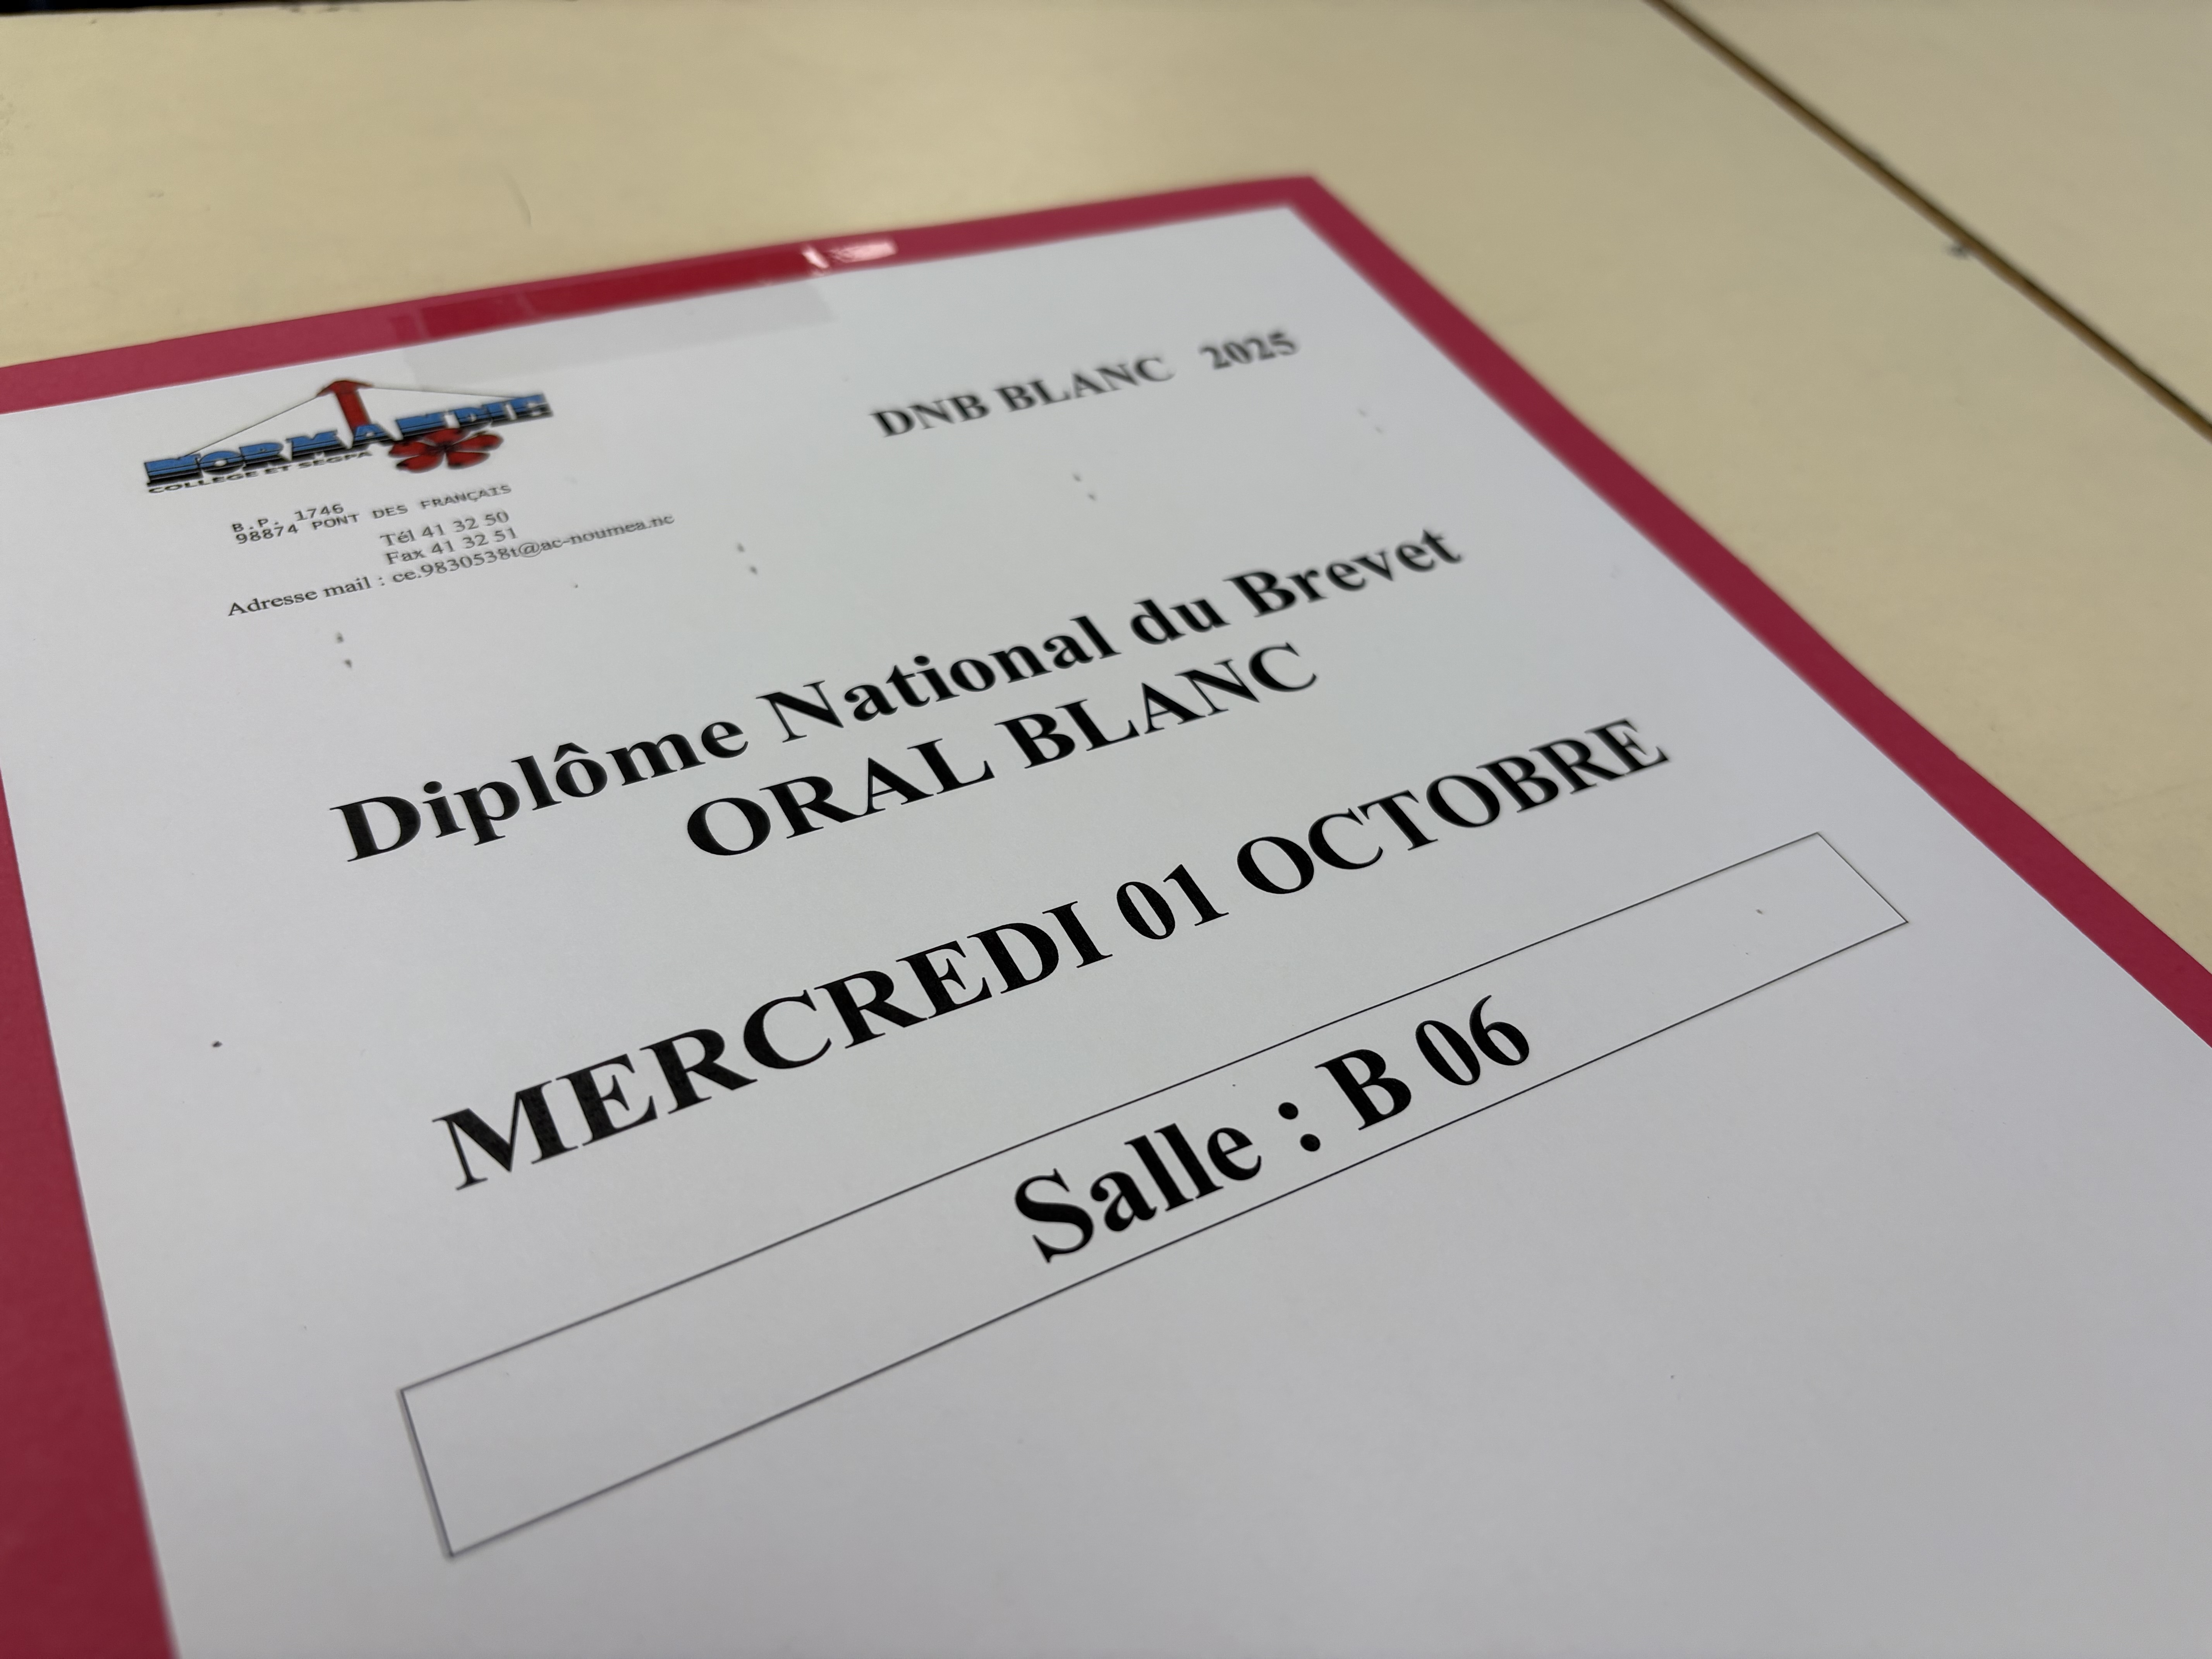 NORMANDIE
COLLEGE ET SEGPA
B.P. 1746
98874 PONT DES FRANÇAIS
Tél 41 32 50
Fax 41 32 51
Adresse mail : ce.9830538t@ac-noumea.nc
DNB BLANC 2025
Diplôme National du Brevet
ORAL BLANC
MERCREDI 01 OCTOBRE
Salle : B 06